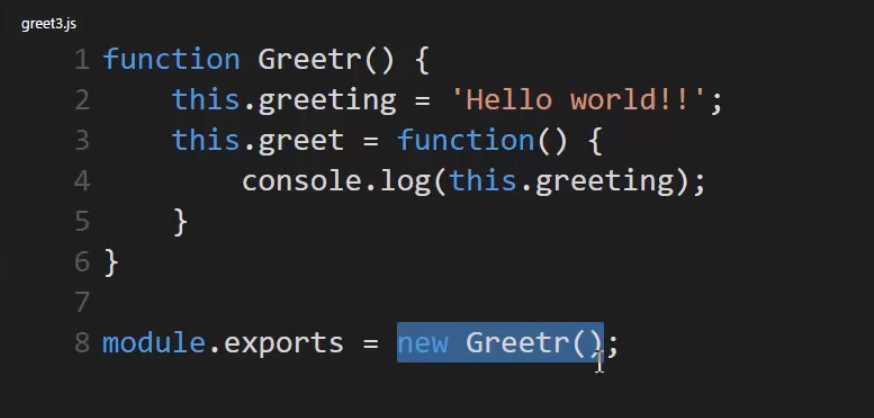 greet3.js
1 function Greetr() {
2     this.greeting = 'Hello world!!';
3     this.greet = function() {
4         console.log(this.greeting);
5     }
6 }
7
8 module.exports = new Greetr();